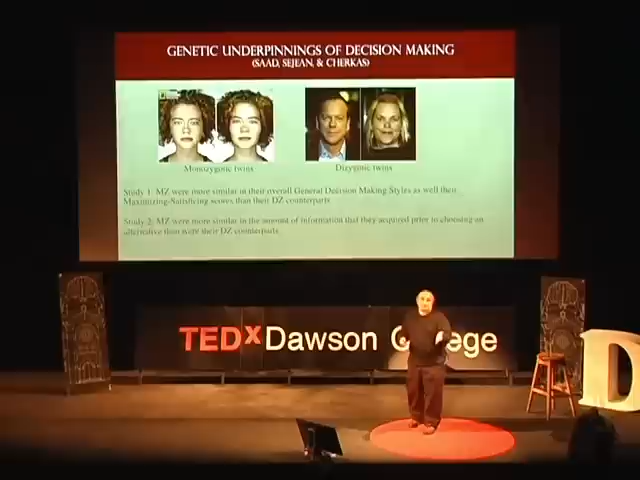 GENETIC UNDERPINNINGS OF DECISION MAKING
(SAAD, SEJEAN, & CHERKAS)
Monozygotic twins Dizygotic twins
Study 1: MZ were more similar in their overall General Decision Making Styles as well their
Maximizing-Satisficing scores, than their DZ counterparts.
Study 2: MZ were more similar in the amount of information that they acquired prior to choosing an
alternative than were their DZ counterparts.
TEDx Dawson C ege
D